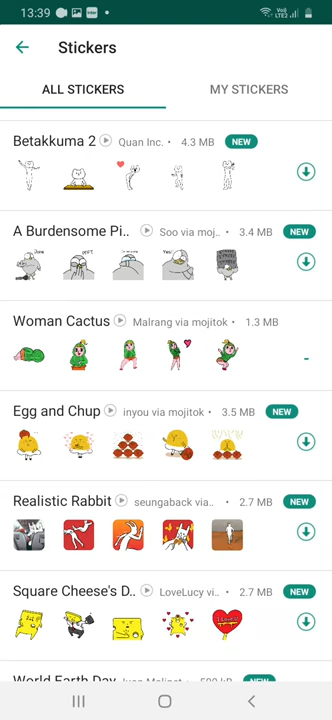 13:39
Stickers
ALL STICKERS
MY STICKERS
Betakkuma 2 Quan Inc. • 4.3 MB NEW
A Burdensome Pi.. Soo via moj.. • 3.4 MB NEW
Woman Cactus Malrang via mojitok • 1.3 MB
Egg and Chup inyou via mojitok • 3.5 MB NEW
Realistic Rabbit seungaback via.. • 2.7 MB NEW
Square Cheese's D.. LoveLucy vi.. • 2.7 MB NEW
World Earth Day